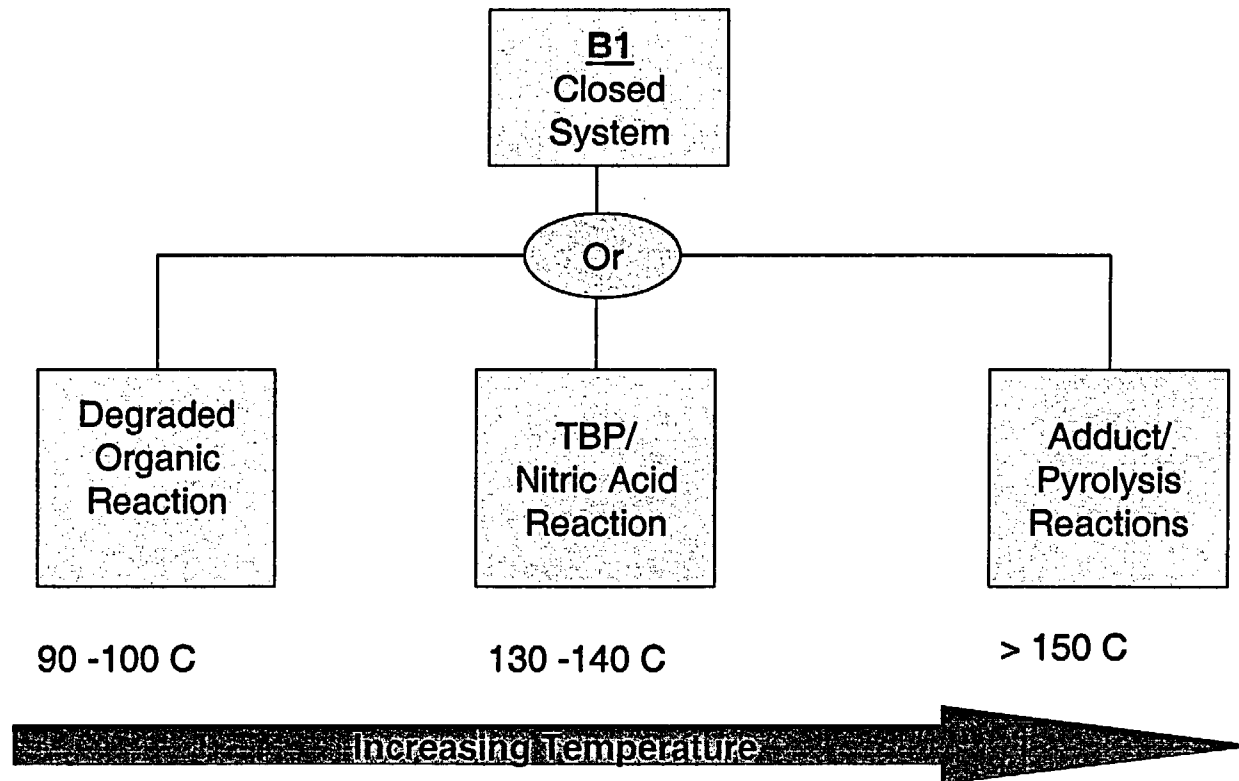 B1
Closed
System
Or
Degraded
Organic
Reaction
TBP/
Nitric Acid
Reaction
Adduct/
Pyrolysis
Reactions
90 -100 C
130 -140 C
> 150 C
Increasing Temperature